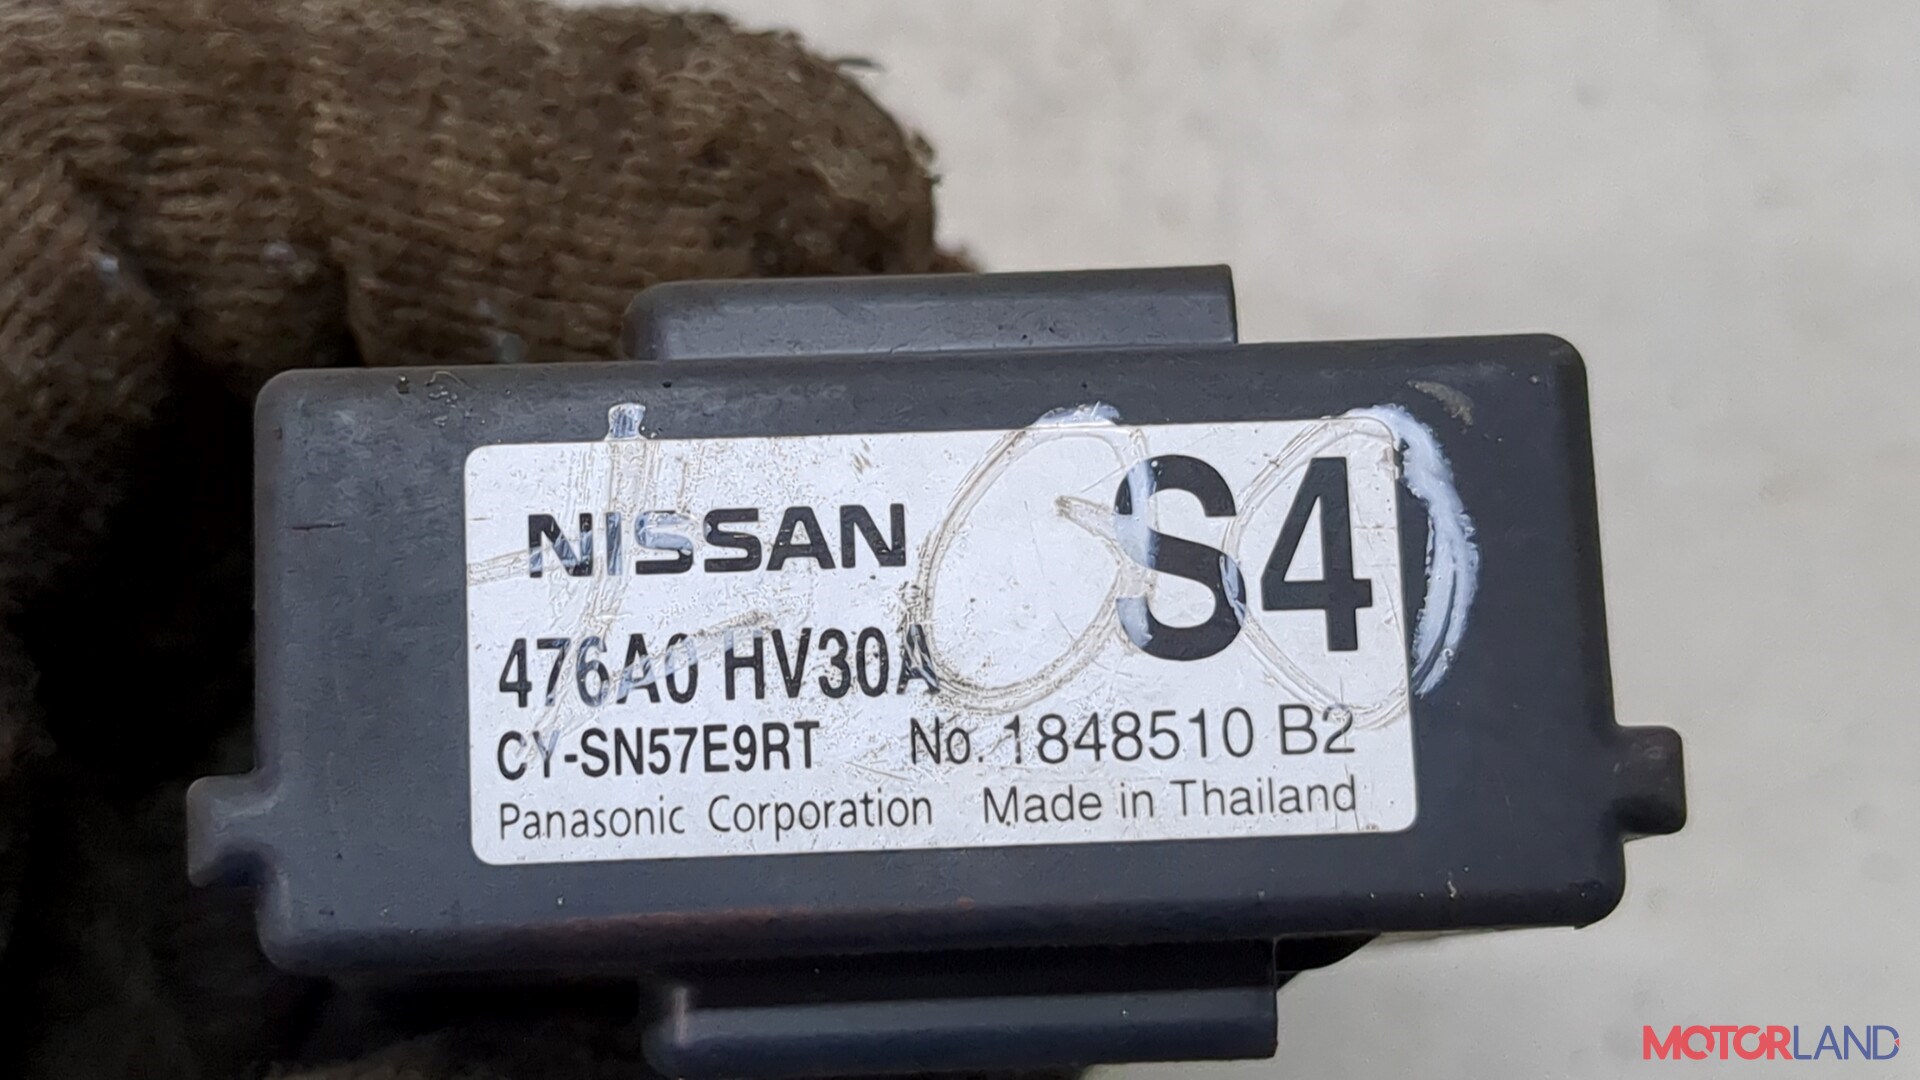 NISSAN S4
476A0 HV30A
CY-SN57E9RT No. 1848510 B2
Panasonic Corporation Made in Thailand
MOTORLAND